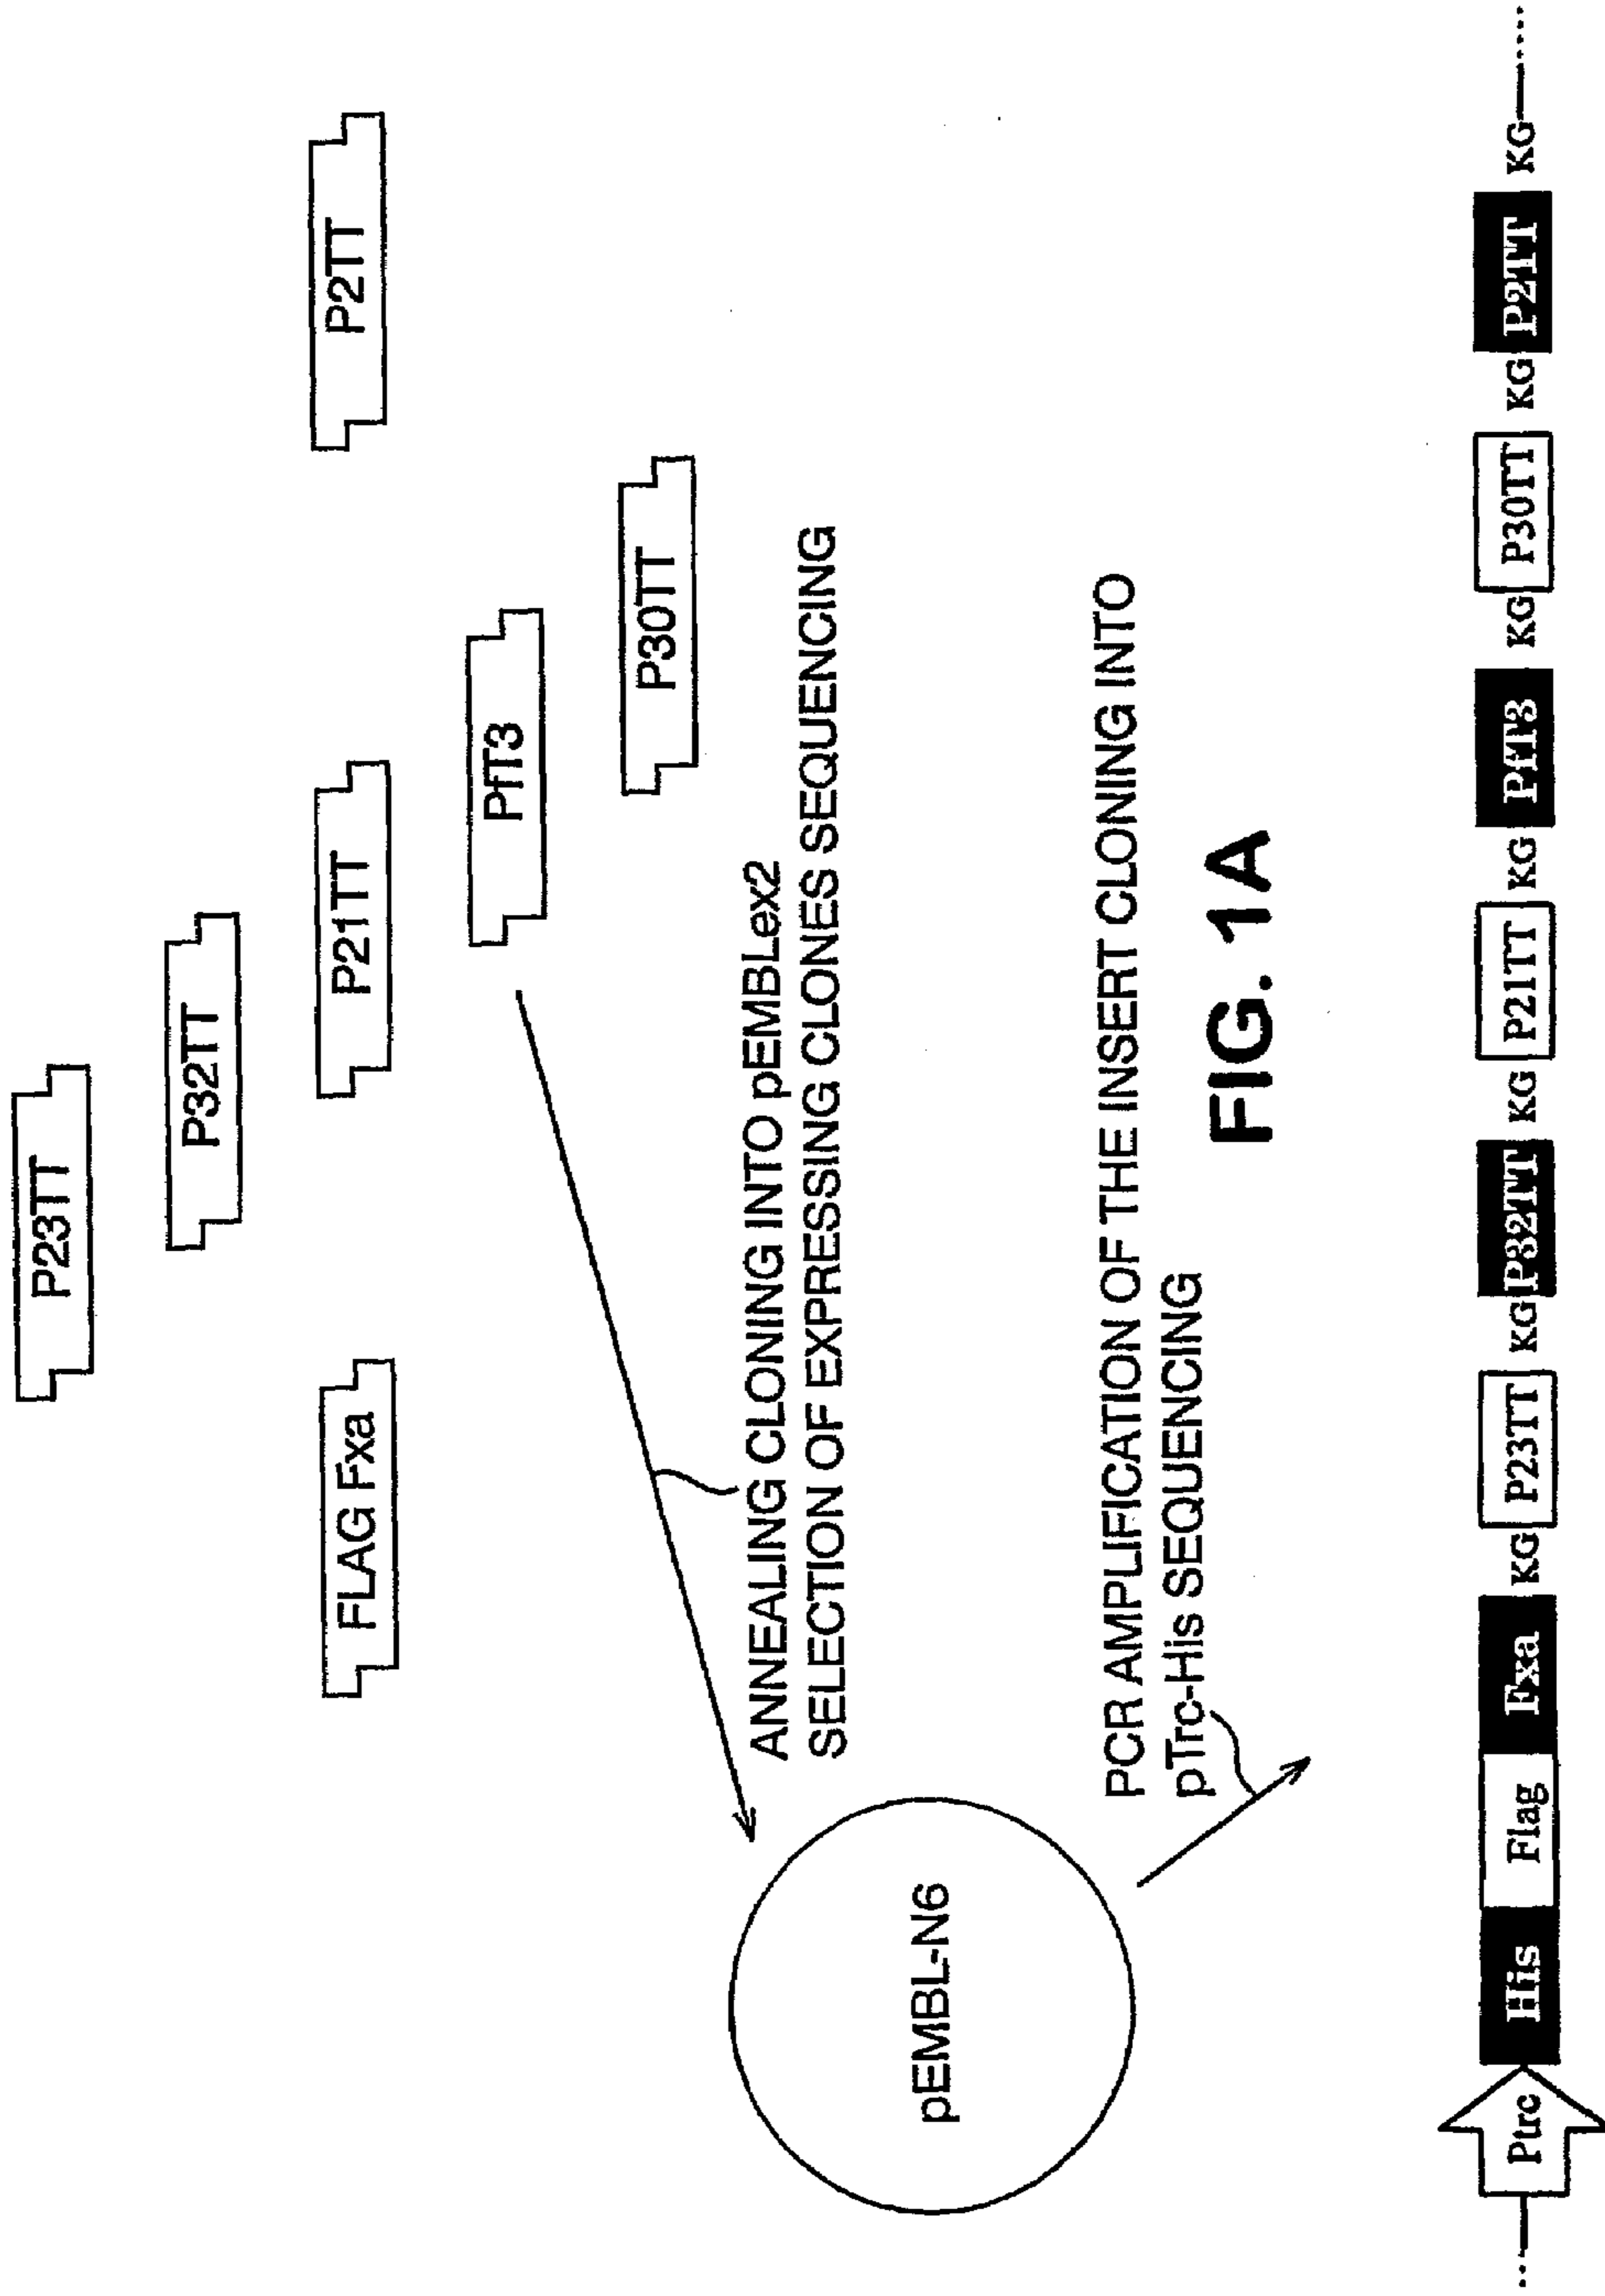 P23TT
P32TT
FLAG Fxa
P21TT
P2TT
PfT3
P30TT
ANNEALING CLONING INTO pEMBLex2
SELECTION OF EXPRESSING CLONES SEQUENCING
pEMBL-N6
PCR AMPLIFICATION OF THE INSERT CLONING INTO
pTrc-His SEQUENCING
FIG. 1A
Ptrc His Flag Fxa KG P23TT KG P32TT KG P21TT KG PfT3 KG P30TT KG P2TT KG